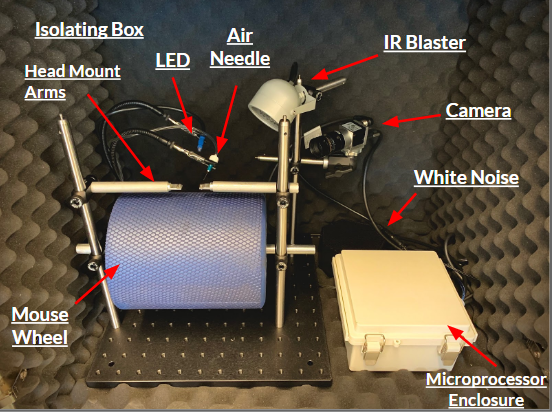 Isolating Box
Air
Needle
LED
IR Blaster
Head Mount
Arms
Camera
White Noise
Mouse
Wheel
Microprocessor
Enclosure